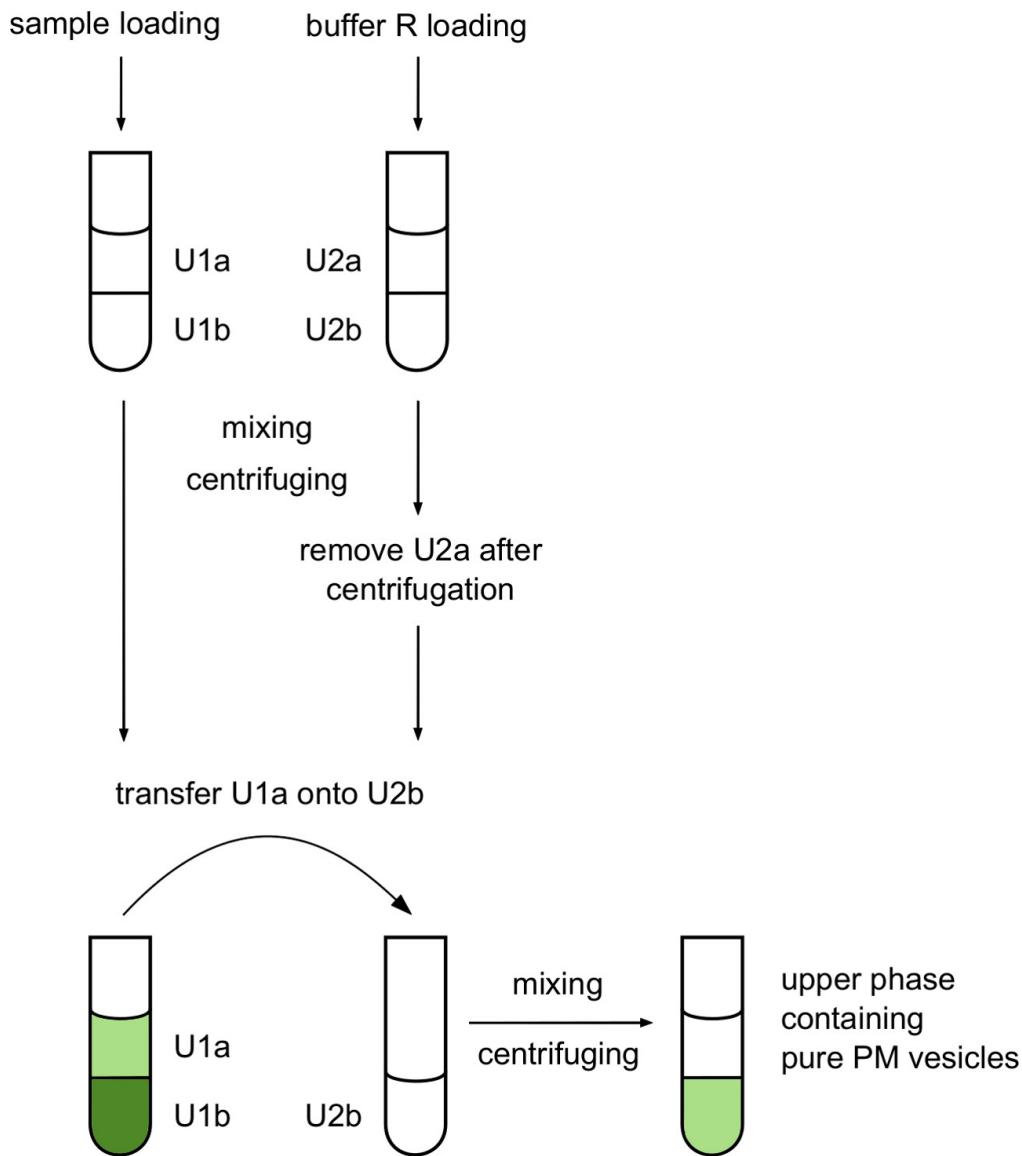 sample loading
buffer R loading
U1a
U2a
U1b
U2b
mixing
centrifuging
remove U2a after
centrifugation
transfer U1a onto U2b
U1a
U1b
U2b
mixing
centrifuging
upper phase
containing
pure PM vesicles